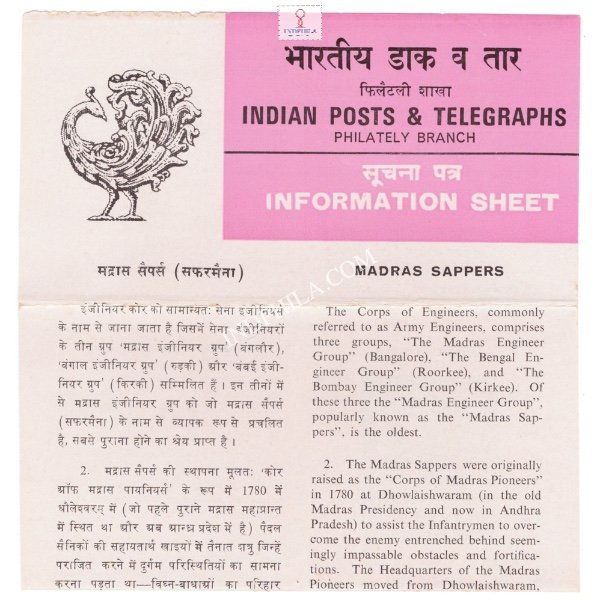 भारतीय डाक व तार
फिलैटली शाखा
INDIAN POSTS & TELEGRAPHS
PHILATELY BRANCH
सूचना पत्र
INFORMATION SHEET
मद्रास सैपर्स (सफरमैना)
इंजीनियर कोर को सामान्यतः सेना इंजीनियर्स
के नाम से जाना जाता है जिसमें सेना इंजीनियरों
के तीन ग्रुप 'मद्रास इंजीनियर ग्रुप' (बंगलौर),
'बंगाल इंजीनियर ग्रुप' (रुड़की) और 'बंबई इंजी-
नियर ग्रुप' (किरकी) सम्मिलित हैं। इन तीनों में
से मद्रास इंजीनियर ग्रुप को जो मद्रास सैपर्स
(सफरमैना) के नाम से व्यापक रूप से प्रचलित
है, सबसे पुराना होने का श्रेय प्राप्त है।
2. मद्रास सैपर्स की स्थापना मूलतः 'कोर
ऑफ मद्रास पायनियर्स' के रूप में 1780 में
धौलेश्वरम् में (जो पहले पुराने मद्रास महाप्रान्त
में स्थित था और अब आन्ध्र प्रदेश में है) पैदल
सैनिकों की सहायतार्थ खाइयों में तैनात शत्रु जिन्हें
पराजित करने में दुर्गम परिस्थितियों का सामना
करना पड़ता था—विघ्न-बाधाओं का परिहार
MADRAS SAPPERS
The Corps of Engineers, commonly
referred to as Army Engineers, comprises
three groups, "The Madras Engineer
Group" (Bangalore), "The Bengal En-
gineer Group" (Roorkee), and "The
Bombay Engineer Group" (Kirkee). Of
these three the "Madras Engineer Group",
popularly known as the "Madras Sap-
pers", is the oldest.
2. The Madras Sappers were originally
raised as the "Corps of Madras Pioneers"
in 1780 at Dhowlaishwaram (in the old
Madras Presidency and now in Andhra
Pradesh) to assist the Infantrymen to over-
come the enemy entrenched behind seem-
ingly impassable obstacles and fortifica-
tions. The Headquarters of the Madras
Pioneers moved from Dhowlaishwaram,